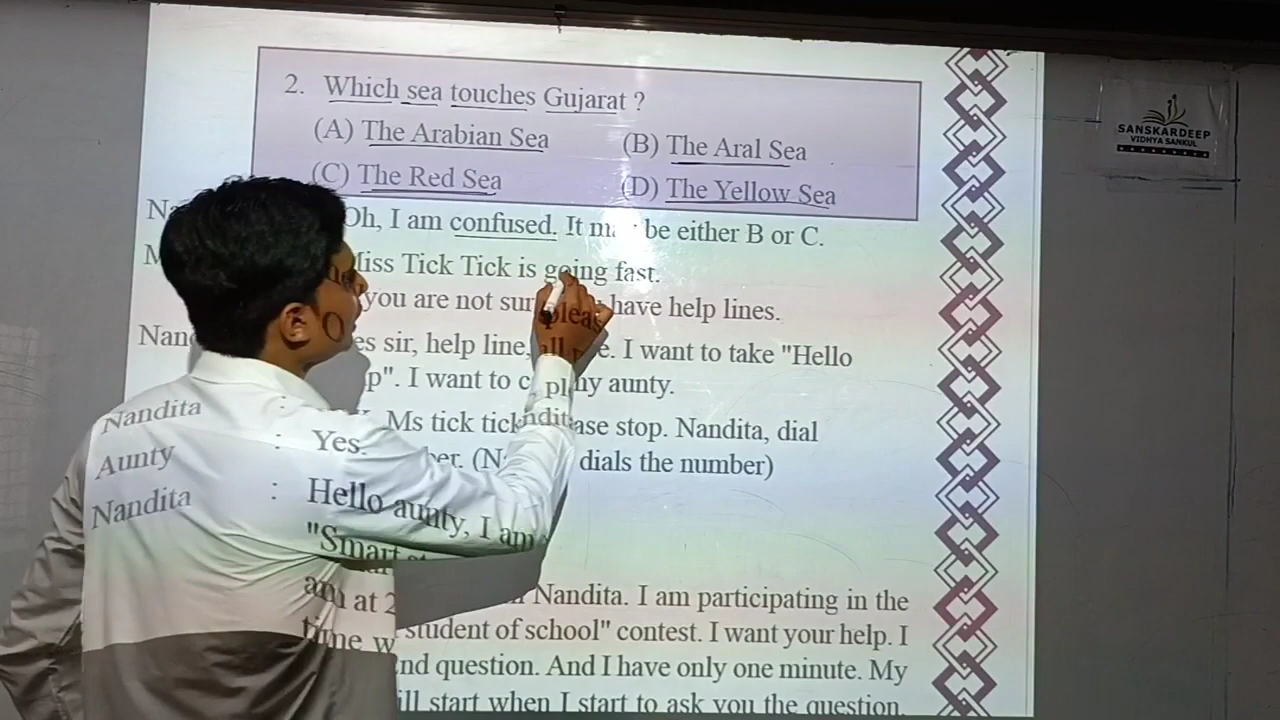 2. Which sea touches Gujarat ?
(A) The Arabian Sea (B) The Aral Sea
(C) The Red Sea (D) The Yellow Sea
Oh, I am confused. It be either B or C.
Miss Tick Tick is going fast.
you are not have help lines.
sir, help line, I want to take "Hello
I want to my aunty.
Ms tick tick stop. Nandita, dial
dials the number)
Nandita : Yes.
Aunty :
Nandita : Hello aunty, I am
"Smart
am at 2 Nandita. I am participating in the
time student of school" contest. I want your help. I
question. And I have only one minute. My
start when I start to ask you the question.
SANSKARDEEP
VIDHYA SANKUL